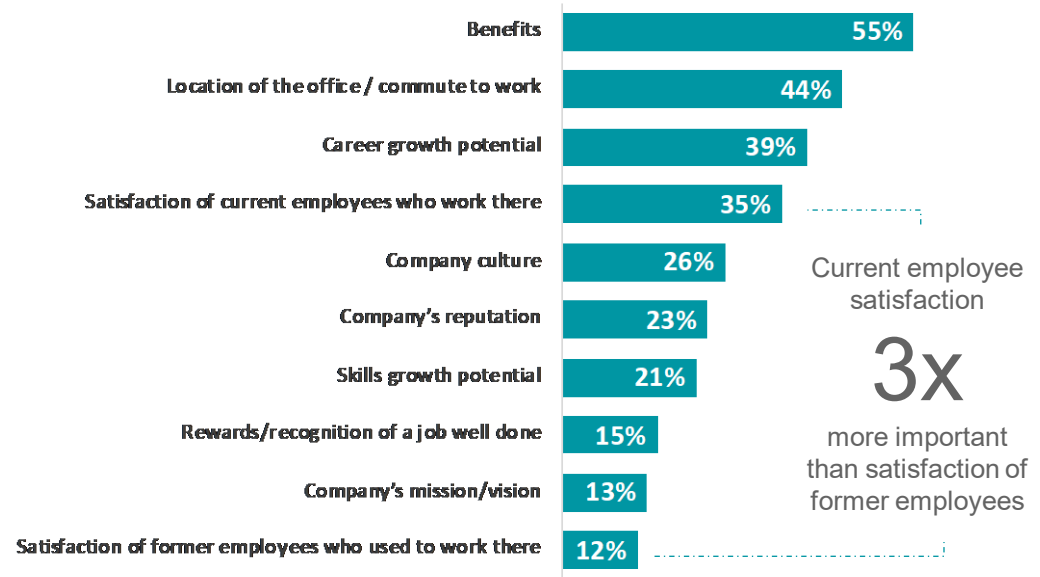 Benefits 55%
Location of the office / commute to work 44%
Career growth potential 39%
Satisfaction of current employees who work there 35%
Company culture 26%
Company's reputation 23%
Skills growth potential 21%
Rewards/recognition of a job well done 15%
Company's mission/vision 13%
Satisfaction of former employees who used to work there 12%
Current employee
satisfaction
3x
more important
than satisfaction of
former employees